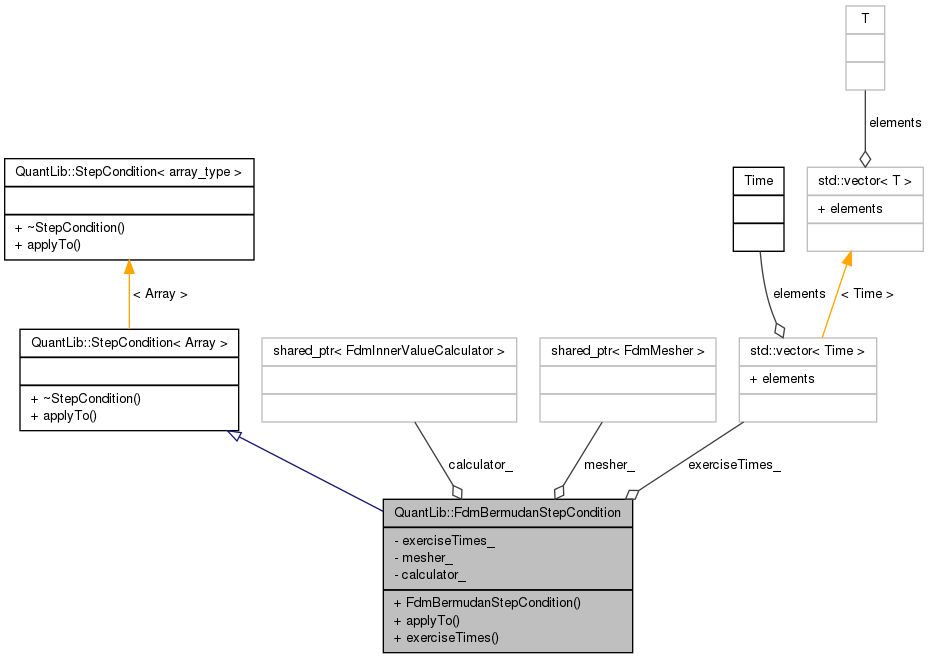 T
elements
QuantLib::StepCondition< array_type >
+ ~StepCondition()
+ applyTo()
Time
std::vector< T >
+ elements
< Array >
elements
< Time >
QuantLib::StepCondition< Array >
+ ~StepCondition()
+ applyTo()
shared_ptr< FdmInnerValueCalculator >
shared_ptr< FdmMesher >
std::vector< Time >
+ elements
calculator_
mesher_
exerciseTimes_
QuantLib::FdmBermudanStepCondition
- exerciseTimes_
- mesher_
- calculator_
+ FdmBermudanStepCondition()
+ applyTo()
+ exerciseTimes()